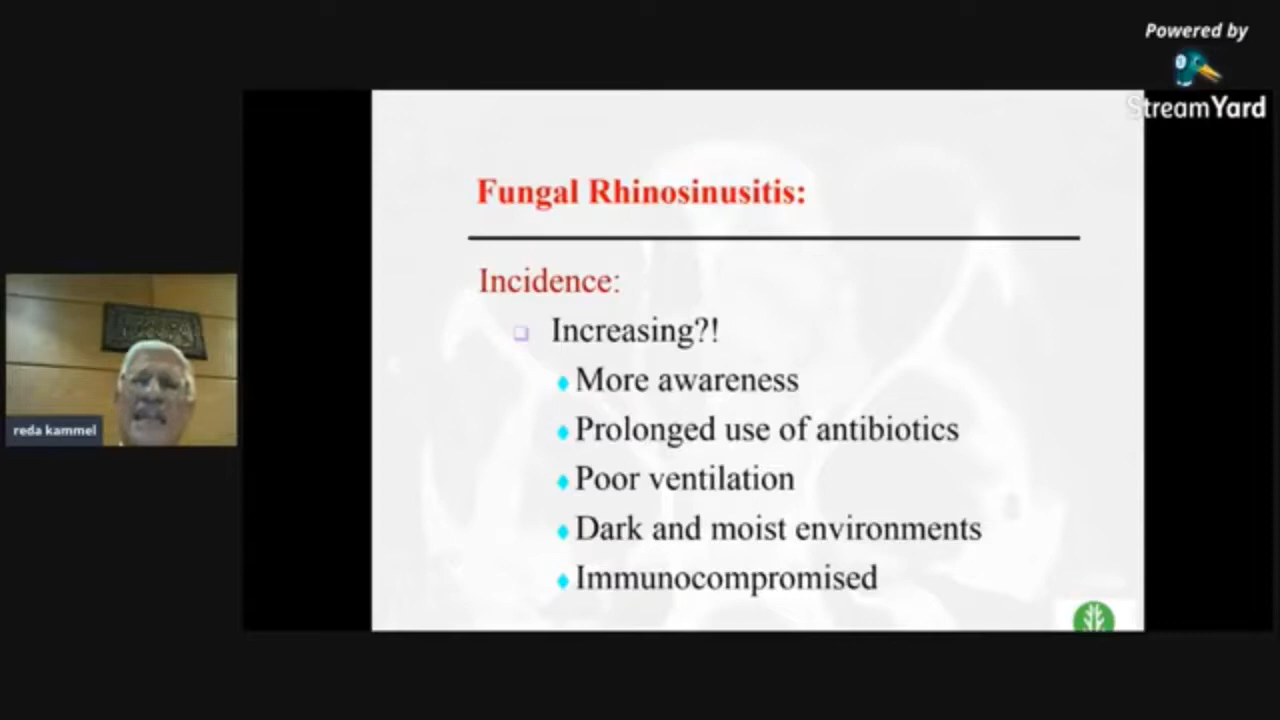 Powered by
StreamYard
Fungal Rhinosinusitis:
Incidence:
Increasing?!
More awareness
Prolonged use of antibiotics
Poor ventilation
Dark and moist environments
Immunocompromised
reda kammel